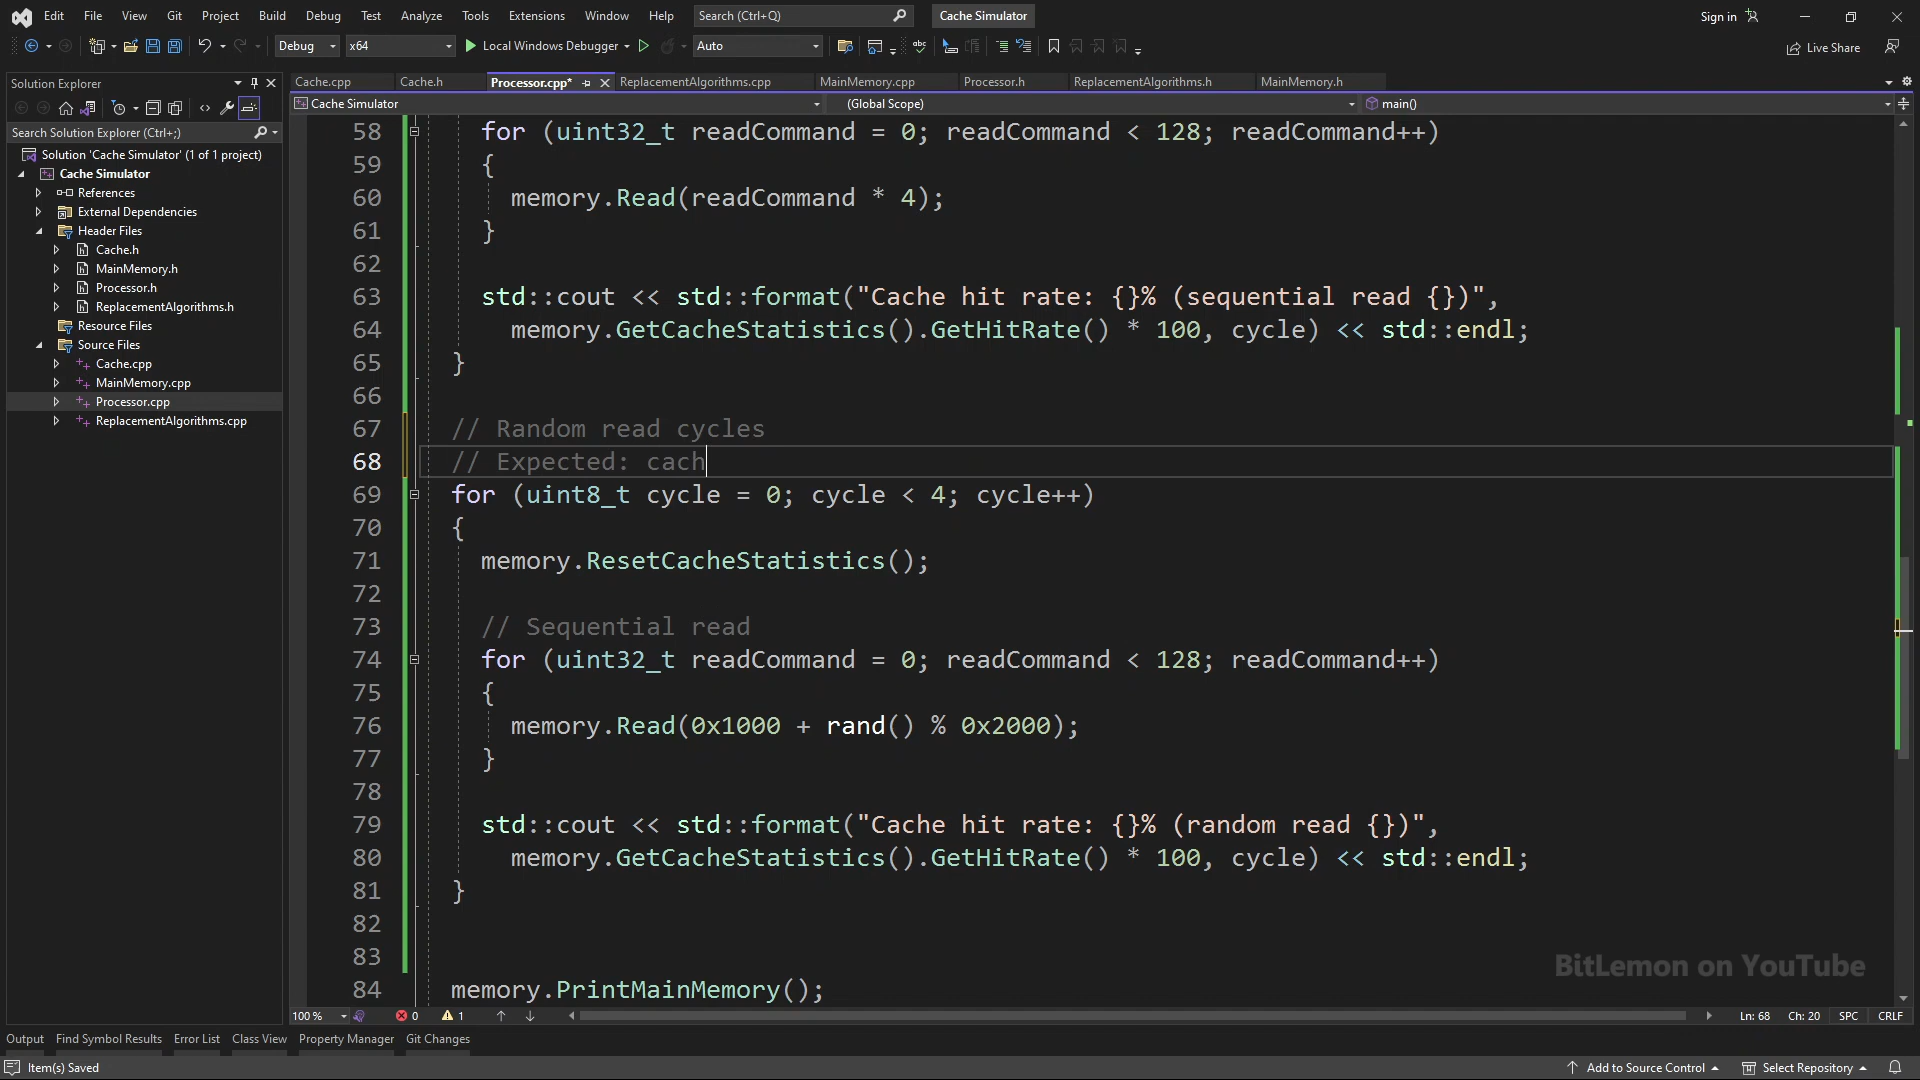 Edit View Git Project Build Debug Test Analyze Tools Extensions Window Help Search (Ctrl+Q) Cache Simulator Sign in
Debug x64 Local Windows Debugger Auto Live Share
Solution Explorer
Search Solution Explorer (Ctrl+;)
Solution 'Cache Simulator' (1 of 1 project)
Cache Simulator
References
External Dependencies
Header Files
Cache.h
MainMemory.h
Processor.h
ReplacementAlgorithms.h
Resource Files
Source Files
Cache.cpp
MainMemory.cpp
Processor.cpp
ReplacementAlgorithms.cpp
File
Cache.cpp Cache.h Processor.cpp* ReplacementAlgorithms.cpp MainMemory.cpp Processor.h ReplacementAlgorithms.h MainMemory.h
Cache Simulator (Global Scope) main()
58 for (uint32_t readCommand = 0; readCommand < 128; readCommand++)
59 {
60 memory.Read(readCommand * 4);
61 }
62
63 std::cout << std::format("Cache hit rate: {}% (sequential read {})",
64 memory.GetCacheStatistics().GetHitRate() * 100, cycle) << std::endl;
65 }
66
67 // Random read cycles
68 // Expected: cach
69 for (uint8_t cycle = 0; cycle < 4; cycle++)
70 {
71 memory.ResetCacheStatistics();
72
73 // Sequential read
74 for (uint32_t readCommand = 0; readCommand < 128; readCommand++)
75 {
76 memory.Read(0x1000 + rand() % 0x2000);
77 }
78
79 std::cout << std::format("Cache hit rate: {}% (random read {})",
80 memory.GetCacheStatistics().GetHitRate() * 100, cycle) << std::endl;
81 }
82
83
84 memory.PrintMainMemory();
BitLemon on YouTube
100 % 0 1 Ln: 68 Ch: 20 SPC CRLF
Output Find Symbol Results Error List Class View Property Manager Git Changes
Item(s) Saved Add to Source Control Select Repository